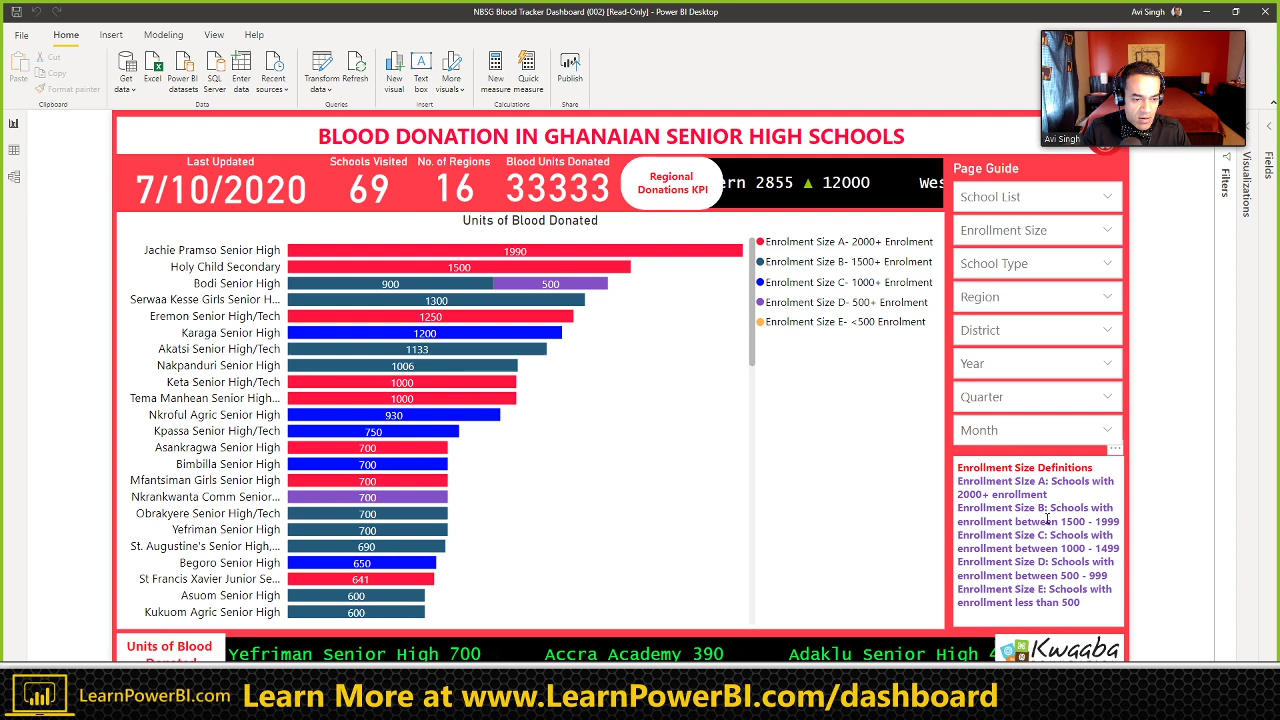 NBSG Blood Tracker Dashboard (002) [Read-Only] - Power BI Desktop
Avi Singh
File Home Insert Modeling View Help
Paste
Cut
Copy
Format painter
Clipboard
Get data
Excel
Power BI datasets
SQL Server
Enter data
Recent sources
Data
Transform data
Refresh
Queries
New visual
Text box
More visuals
Insert
New measure
Quick measure
Calculations
Publish
Share
Avi Singh
BLOOD DONATION IN GHANAIAN SENIOR HIGH SCHOOLS
Last Updated
7/10/2020
Schools Visited
69
No. of Regions
16
Blood Units Donated
33333
Regional
Donations KPI
rn 2855 ▲ 12000 Wes
Units of Blood Donated
Jachie Pramso Senior High 1990
Holy Child Secondary 1500
Bodi Senior High 900 500
Serwaa Kesse Girls Senior H... 1300
Eremon Senior High/Tech 1250
Karaga Senior High 1200
Akatsi Senior High/Tech 1133
Nakpanduri Senior High 1006
Keta Senior High/Tech 1000
Tema Manhean Senior High... 1000
Nkroful Agric Senior High 930
Kpassa Senior High/Tech 750
Asankragwa Senior High 700
Bimbilla Senior High 700
Mfantsiman Girls Senior High 700
Nkrankwanta Comm Senior... 700
Obrakyere Senior High/Tech 700
Yefriman Senior High 700
St. Augustine's Senior High,... 690
Begoro Senior High 650
St Francis Xavier Junior Se... 641
Asuom Senior High 600
Kukuom Agric Senior High 600
Enrolment Size A- 2000+ Enrolment
Enrolment Size B- 1500+ Enrolment
Enrolment Size C- 1000+ Enrolment
Enrolment Size D- 500+ Enrolment
Enrolment Size E- <500 Enrolment
Page Guide
School List
Enrollment Size
School Type
Region
District
Year
Quarter
Month
Enrollment Size Definitions
Enrollment SIze A: Schools with
2000+ enrollment
Enrollment Size B: Schools with
enrollment between 1500 - 1999
Enrollment Size C: Schools with
enrollment between 1000 - 1499
Enrollment Size D: Schools with
enrollment between 500 - 999
Enrollment Size E: Schools with
enrollment less than 500
Filters
Visualizations
Fields
Units of Blood
Donated
Yefriman Senior High 700 Accra Academy 390 Adaklu Senior High 4
Kwaaba
LearnPowerBI.com
Learn More at www.LearnPowerBI.com/dashboard